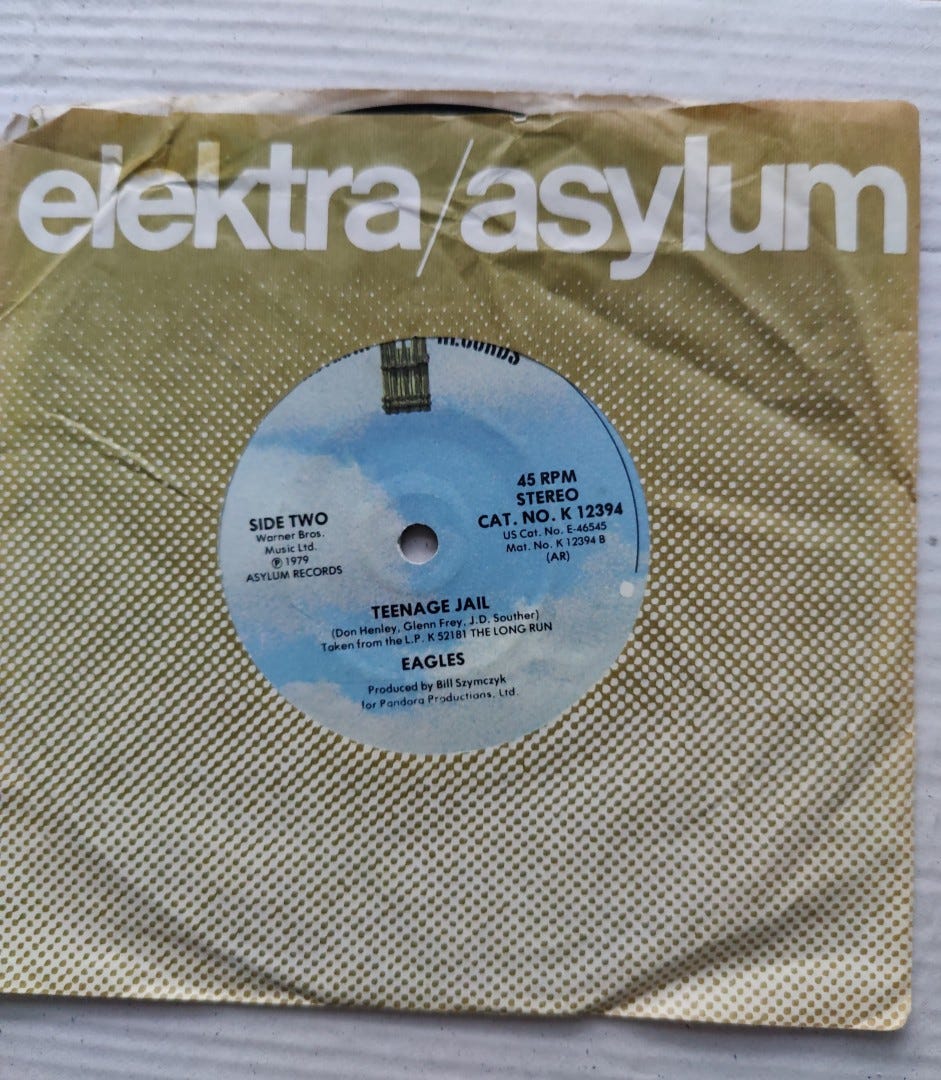 elektra/asylum
RECORDS
45 RPM
STEREO
CAT. NO. K 12394
US Cat. No. E-46545
Mat. No. K 12394 B
(AR)
SIDE TWO
Warner Bros.
Music Ltd.
℗ 1979
ASYLUM RECORDS
TEENAGE JAIL
(Don Henley, Glenn Frey, J.D. Souther)
Taken from the L.P. K 52181 THE LONG RUN
EAGLES
Produced by Bill Szymczyk
for Pandora Productions, Ltd.